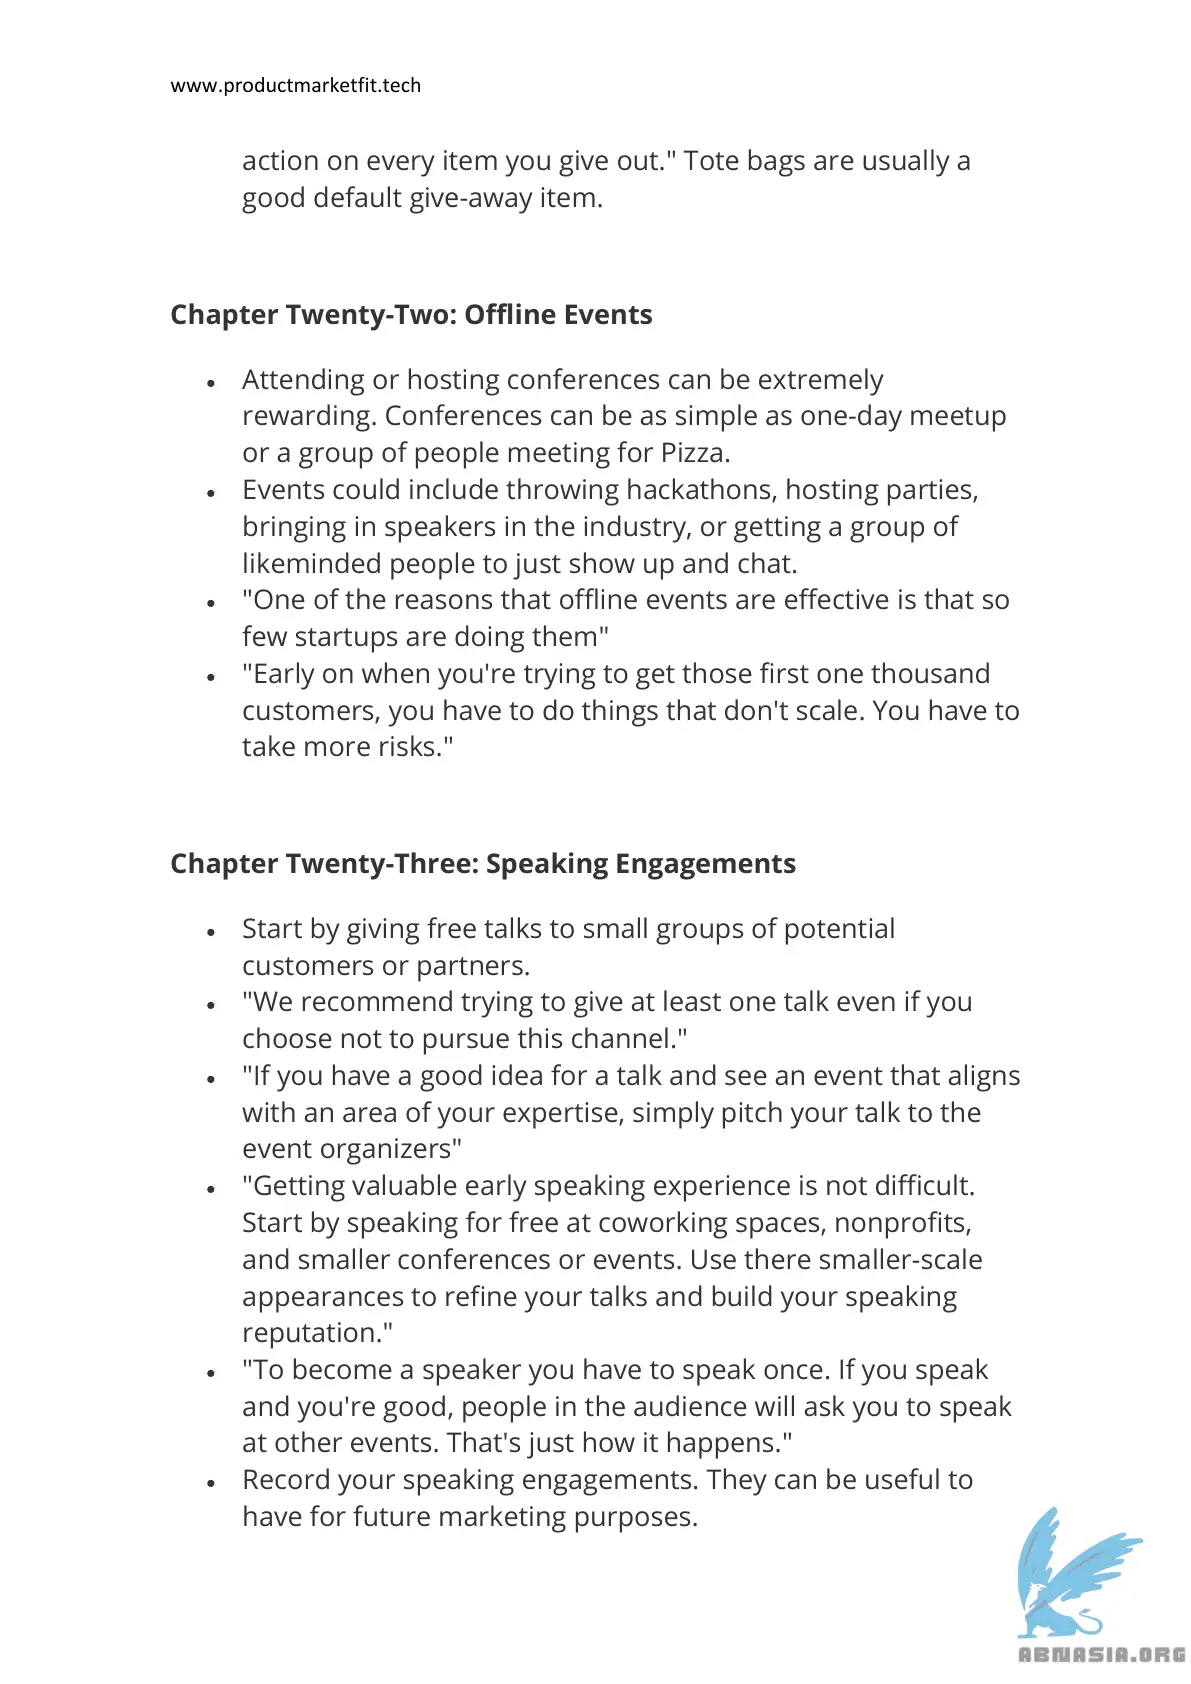 www.productmarketfit.tech
action on every item you give out." Tote bags are usually a
good default give-away item.
Chapter Twenty-Two: Offline Events
• Attending or hosting conferences can be extremely
rewarding. Conferences can be as simple as one-day meetup
or a group of people meeting for Pizza.
• Events could include throwing hackathons, hosting parties,
bringing in speakers in the industry, or getting a group of
likeminded people to just show up and chat.
• "One of the reasons that offline events are effective is that so
few startups are doing them"
• "Early on when you're trying to get those first one thousand
customers, you have to do things that don't scale. You have to
take more risks."
Chapter Twenty-Three: Speaking Engagements
• Start by giving free talks to small groups of potential
customers or partners.
• "We recommend trying to give at least one talk even if you
choose not to pursue this channel."
• "If you have a good idea for a talk and see an event that aligns
with an area of your expertise, simply pitch your talk to the
event organizers"
• "Getting valuable early speaking experience is not difficult.
Start by speaking for free at coworking spaces, nonprofits,
and smaller conferences or events. Use there smaller-scale
appearances to refine your talks and build your speaking
reputation."
• "To become a speaker you have to speak once. If you speak
and you're good, people in the audience will ask you to speak
at other events. That's just how it happens."
• Record your speaking engagements. They can be useful to
have for future marketing purposes.
ABNASIA.ORG